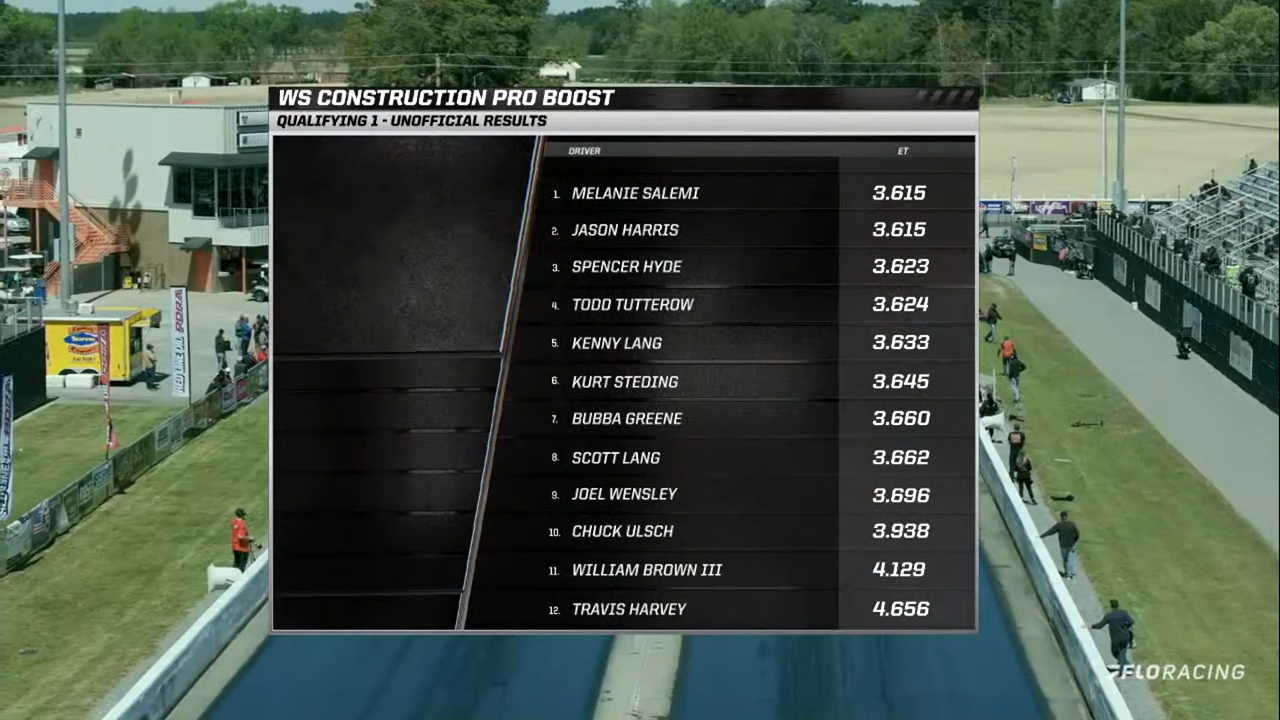 WS CONSTRUCTION PRO BOOST
QUALIFYING 1 - UNOFFICIAL RESULTS
DRIVER ET
1. MELANIE SALEMI 3.615
2. JASON HARRIS 3.615
3. SPENCER HYDE 3.623
4. TODD TUTTEROW 3.624
5. KENNY LANG 3.633
6. KURT STEDING 3.645
7. BUBBA GREENE 3.660
8. SCOTT LANG 3.662
9. JOEL WENSLEY 3.696
10. CHUCK ULSCH 3.938
11. WILLIAM BROWN III 4.129
12. TRAVIS HARVEY 4.656
FLORACING